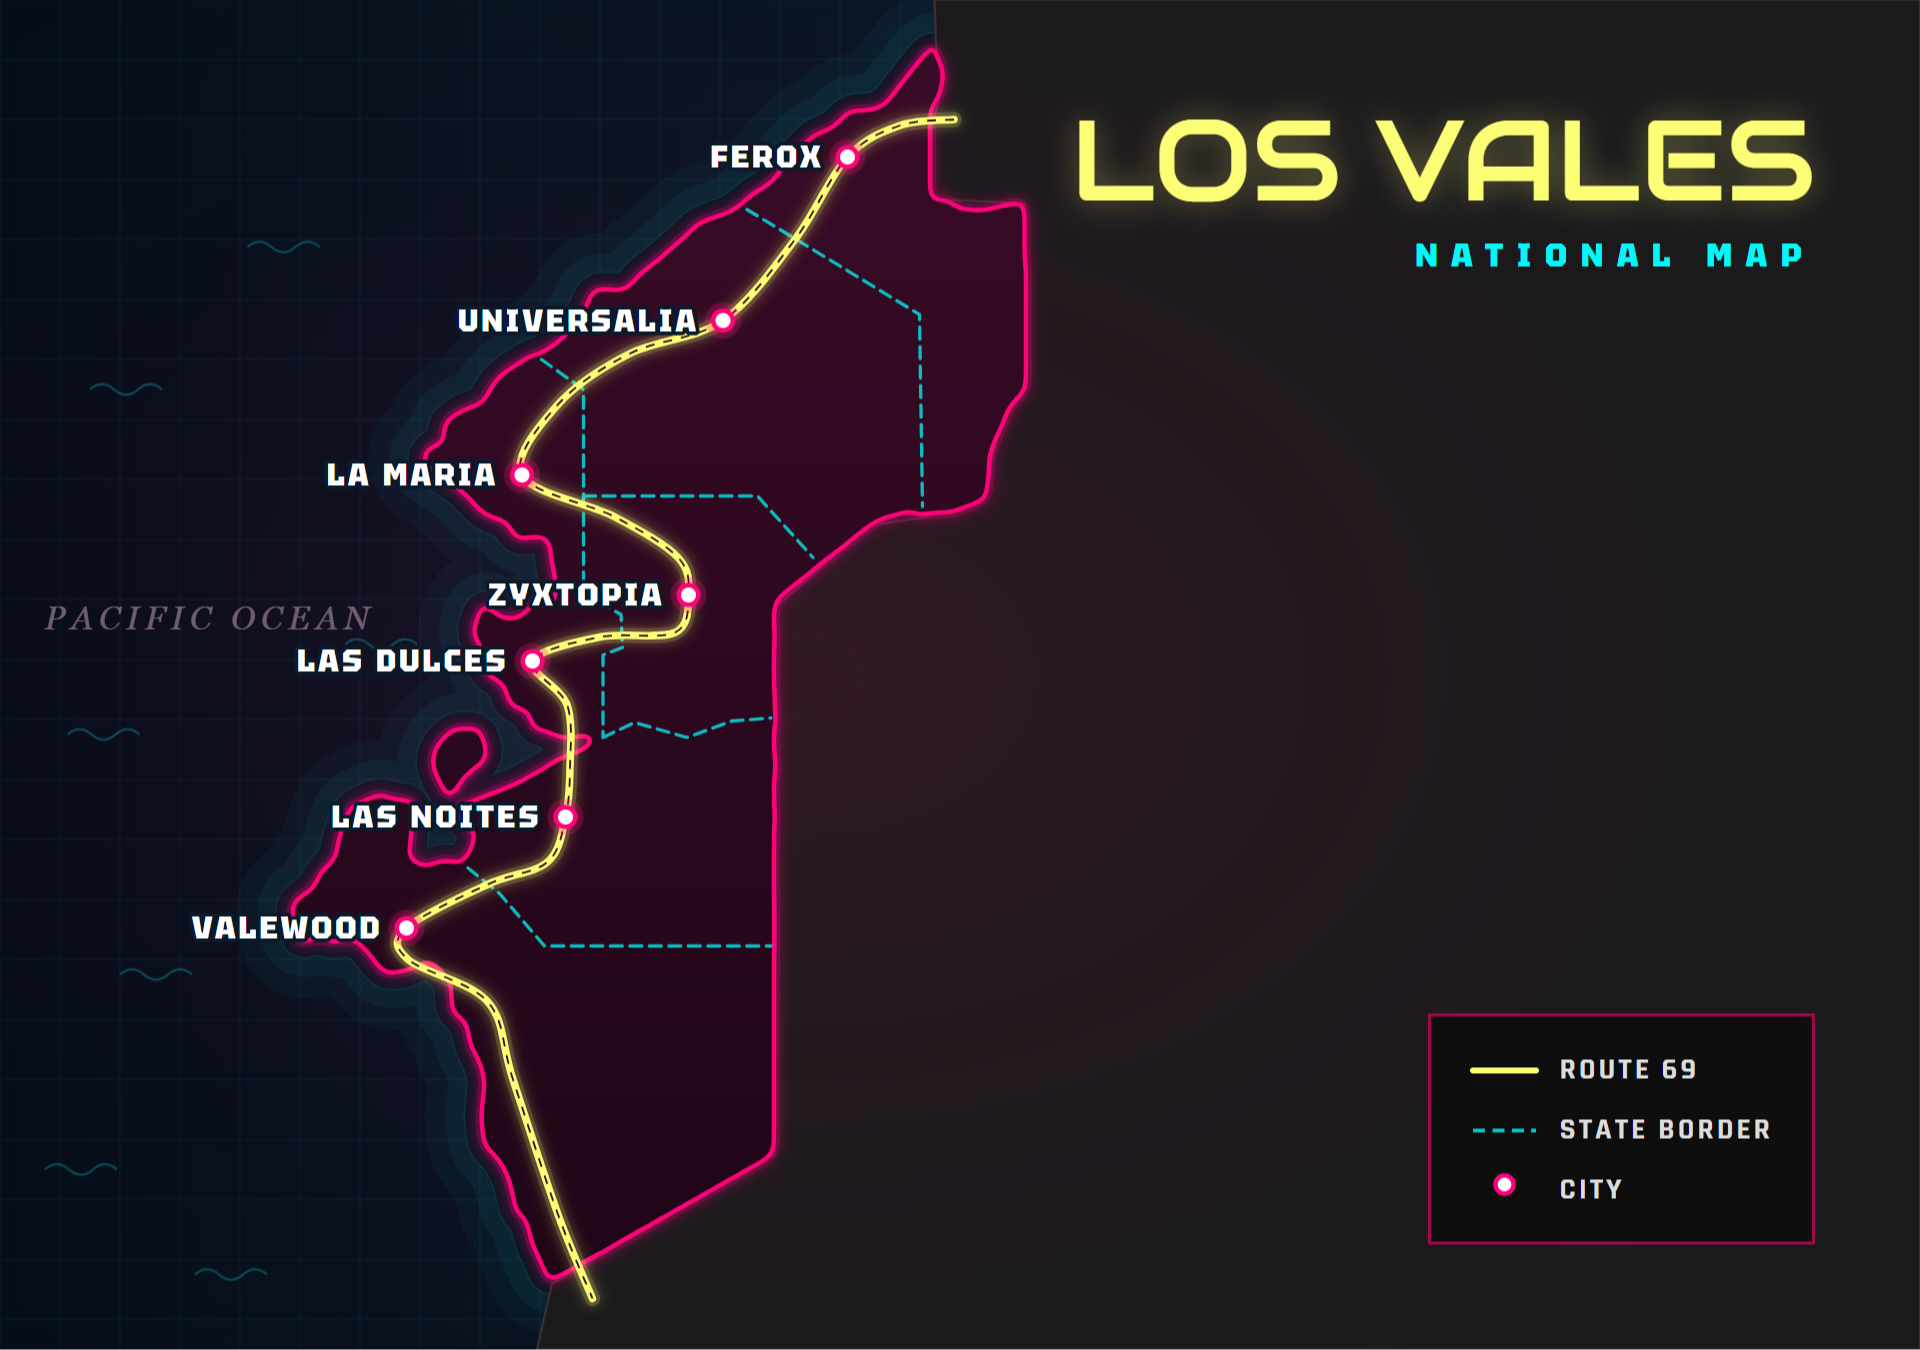 LOS VALES
NATIONAL MAP
FEROX
UNIVERSALIA
LA MARIA
ZYXTOPIA
PACIFIC OCEAN
LAS DULCES
LAS NOITES
VALEWOOD
ROUTE 69
STATE BORDER
CITY